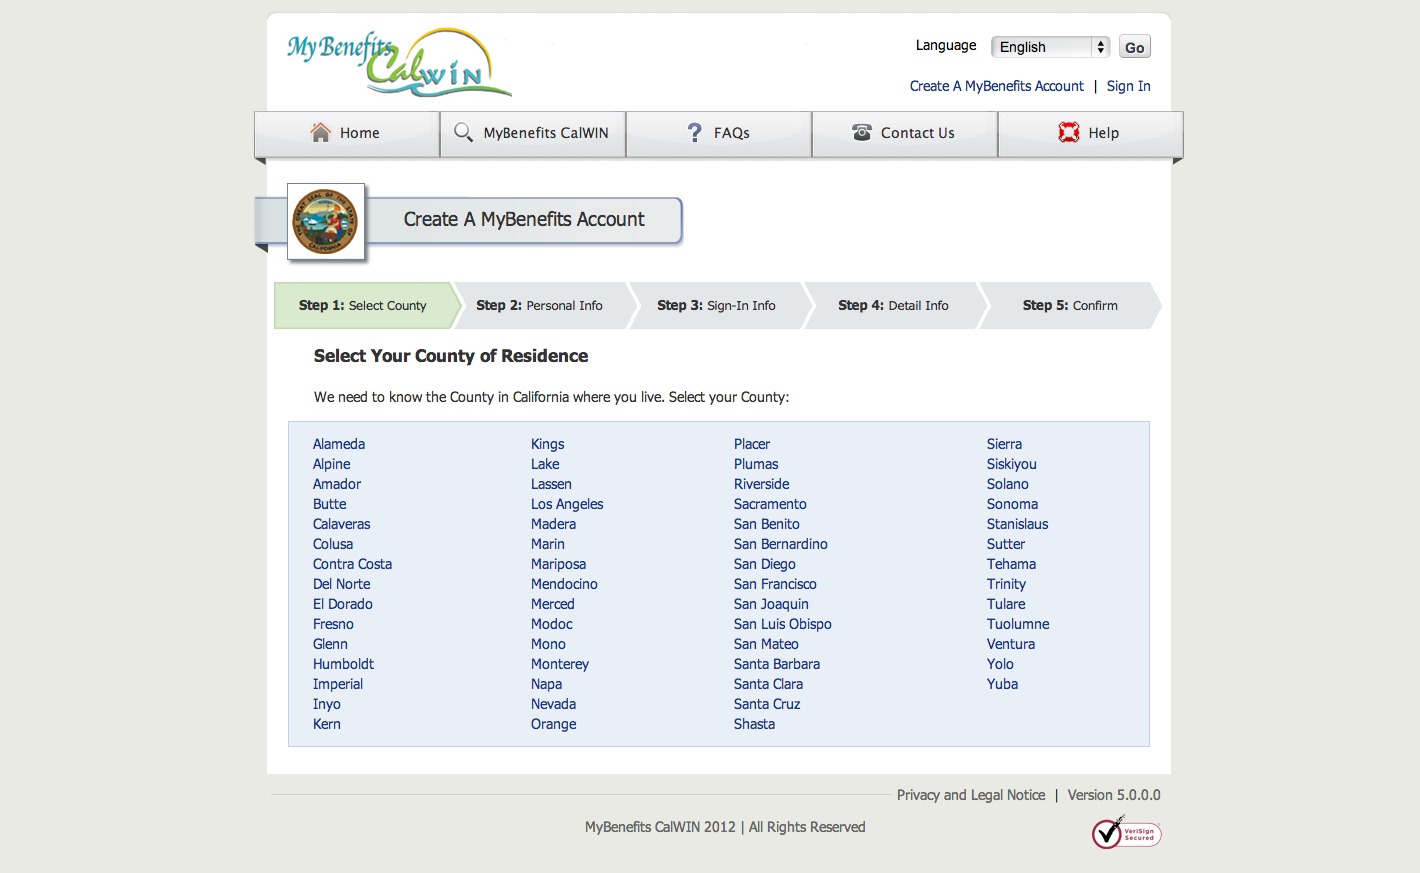 My Benefits
CalWIN
Language English Go
Create A MyBenefits Account | Sign In
Home MyBenefits CalWIN FAQs Contact Us Help
Create A MyBenefits Account
Step 1: Select County Step 2: Personal Info Step 3: Sign-In Info Step 4: Detail Info Step 5: Confirm
Select Your County of Residence
We need to know the County in California where you live. Select your County:
Alameda
Alpine
Amador
Butte
Calaveras
Colusa
Contra Costa
Del Norte
El Dorado
Fresno
Glenn
Humboldt
Imperial
Inyo
Kern
Kings
Lake
Lassen
Los Angeles
Madera
Marin
Mariposa
Mendocino
Merced
Modoc
Mono
Monterey
Napa
Nevada
Orange
Placer
Plumas
Riverside
Sacramento
San Benito
San Bernardino
San Diego
San Francisco
San Joaquin
San Luis Obispo
San Mateo
Santa Barbara
Santa Clara
Santa Cruz
Shasta
Sierra
Siskiyou
Solano
Sonoma
Stanislaus
Sutter
Tehama
Trinity
Tulare
Tuolumne
Ventura
Yolo
Yuba
Privacy and Legal Notice | Version 5.0.0.0
MyBenefits CalWIN 2012 | All Rights Reserved
VeriSign
Secured